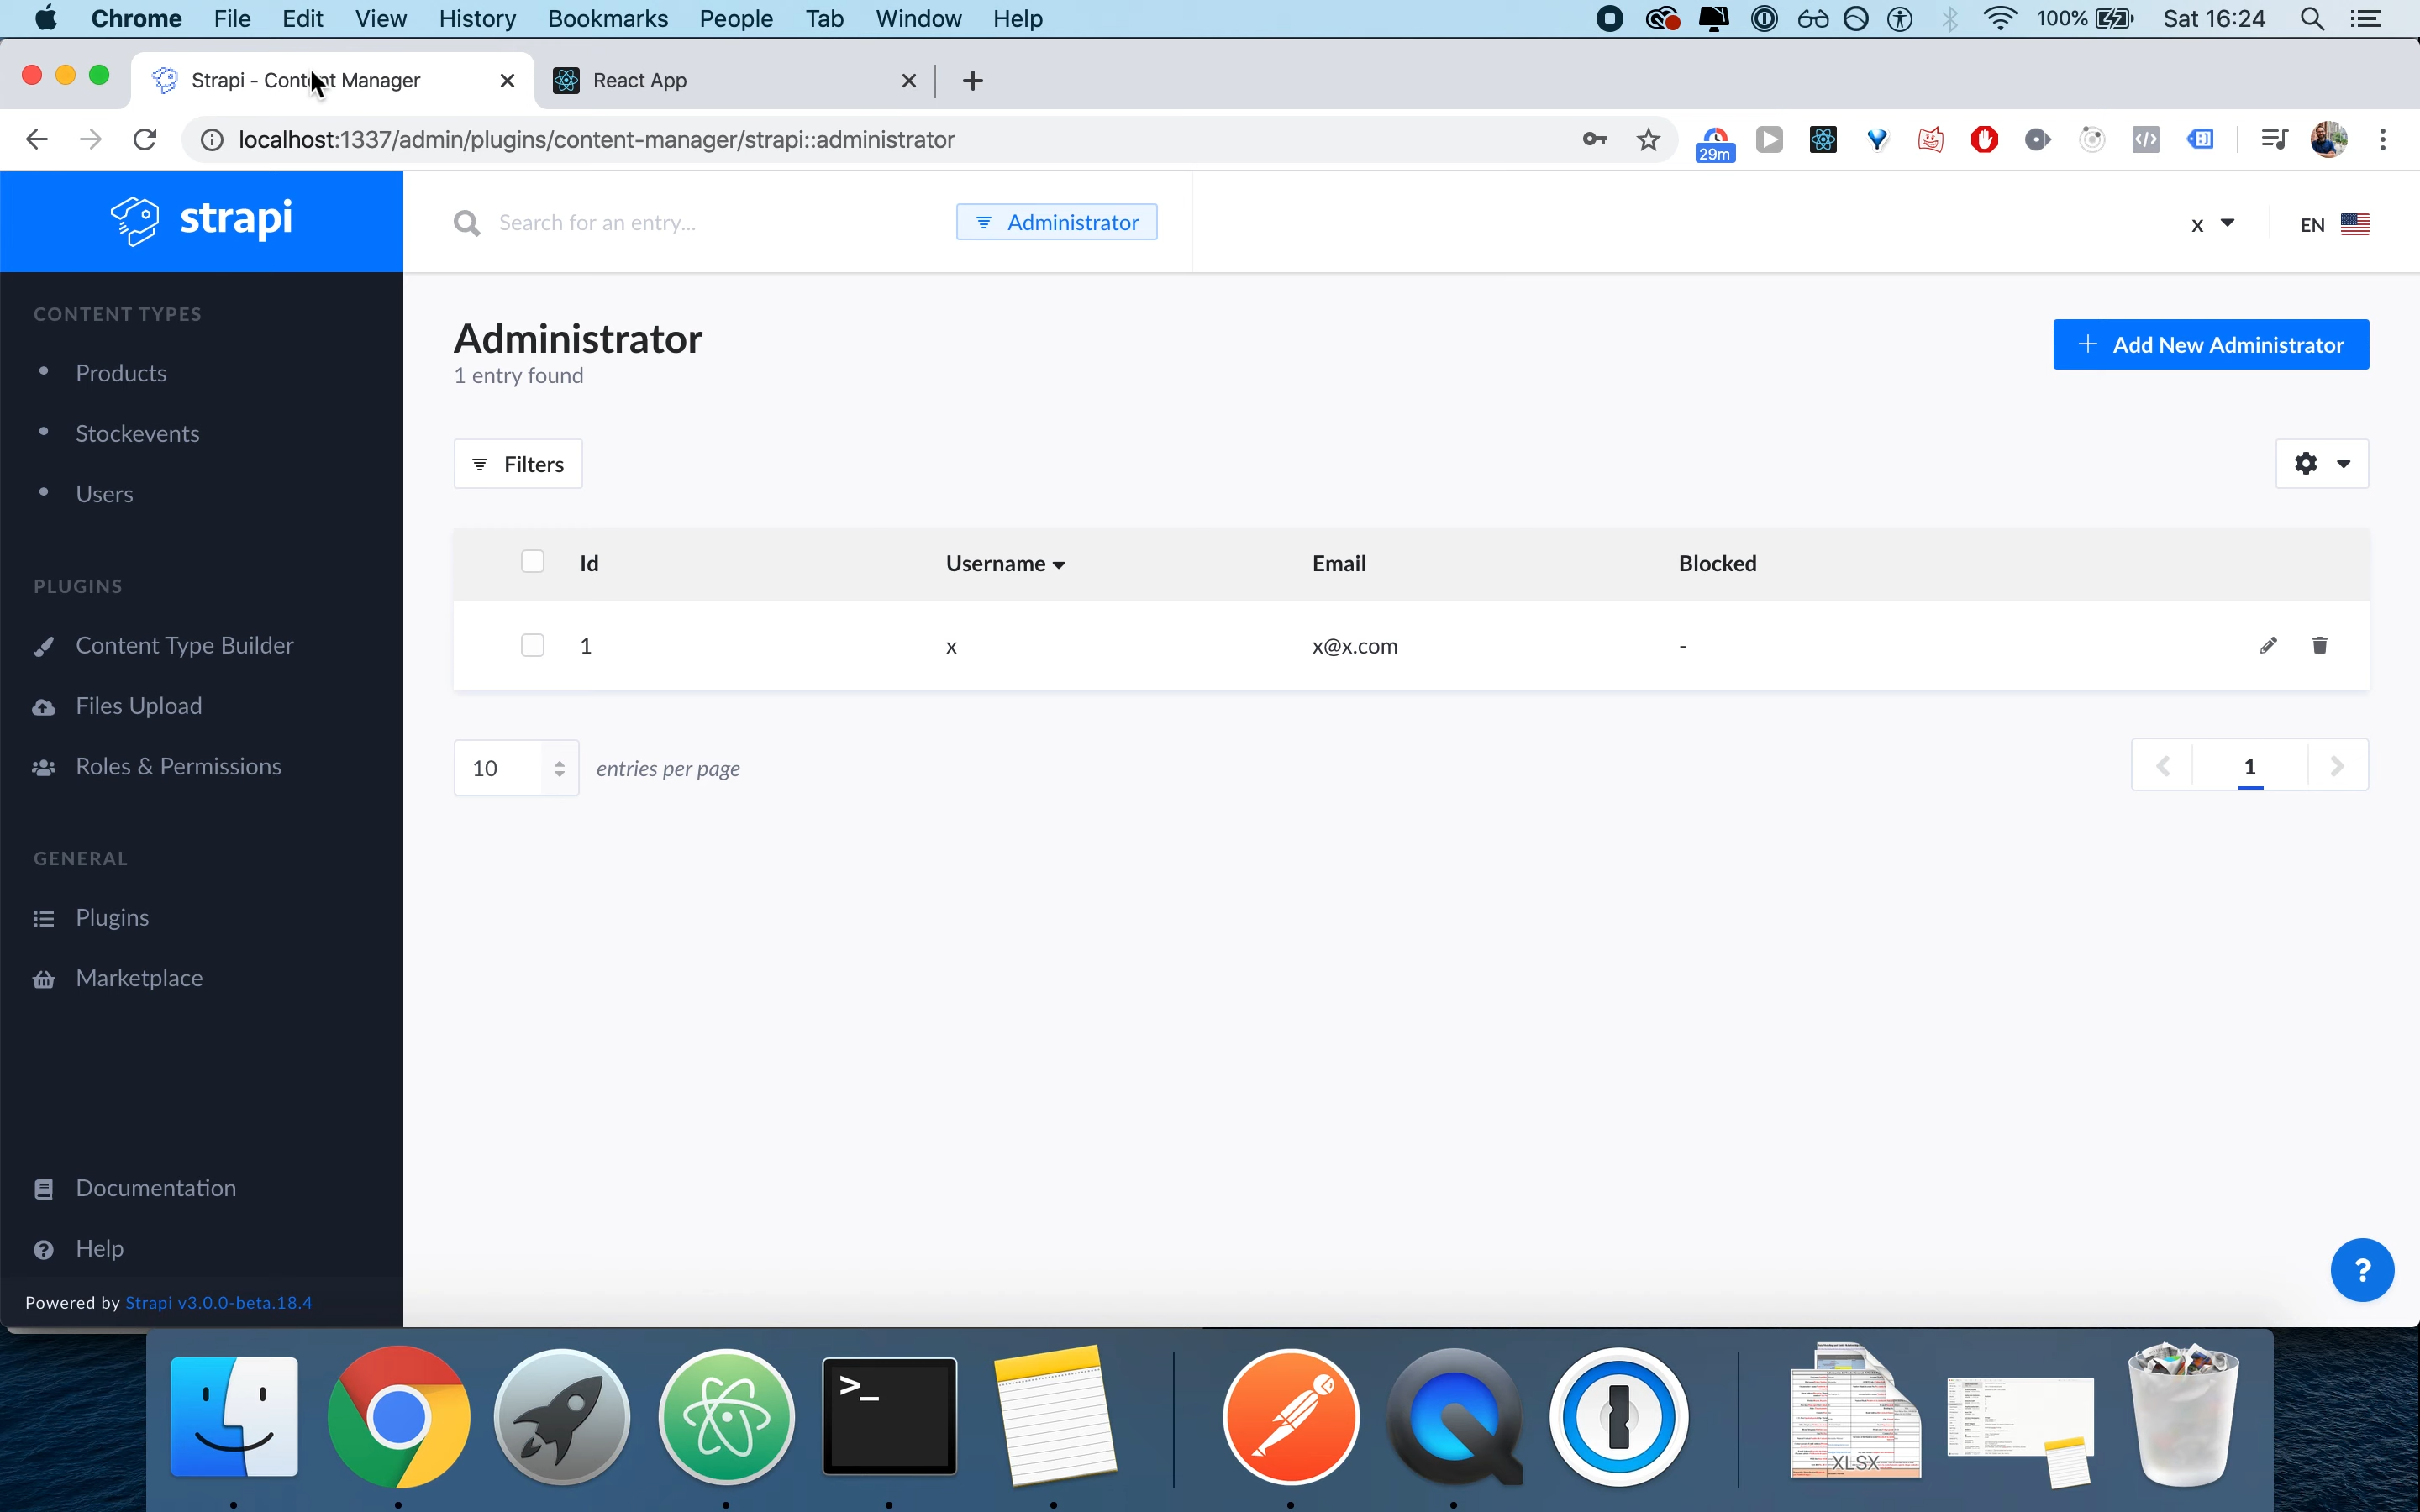 Chrome File Edit View History Bookmarks People Tab Window Help 100% Sat 16:24
Strapi - Content Manager React App
localhost:1337/admin/plugins/content-manager/strapi::administrator 29m
strapi Search for an entry... Administrator x EN
CONTENT TYPES
Products
Stockevents
Users
PLUGINS
Content Type Builder
Files Upload
Roles & Permissions
GENERAL
Plugins
Marketplace
Documentation
Help
Powered by Strapi v3.0.0-beta.18.4
Administrator
1 entry found
Add New Administrator
Filters
Id Username Email Blocked
1 x x@x.com -
10 entries per page 1
?
>_
XLSX